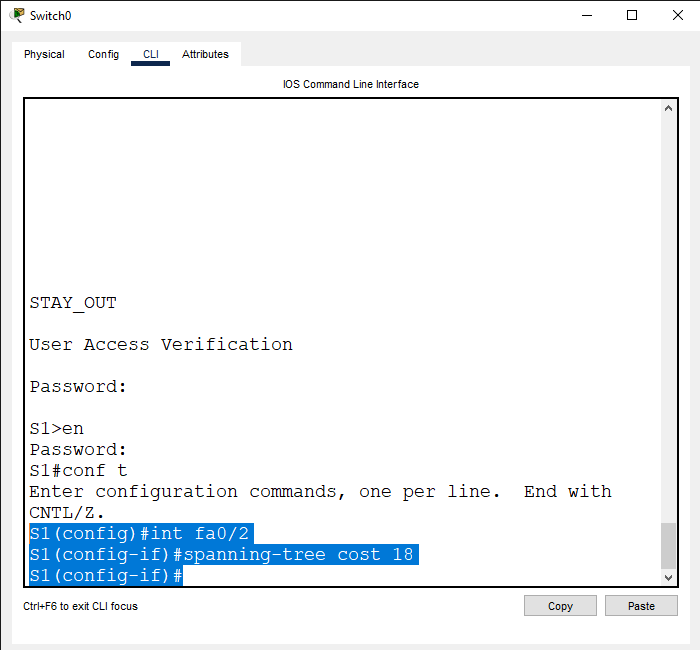 Switch0
Physical Config CLI Attributes
IOS Command Line Interface
STAY_OUT
User Access Verification
Password:
S1>en
Password:
S1#conf t
Enter configuration commands, one per line.  End with
CNTL/Z.
S1(config)#int fa0/2
S1(config-if)#spanning-tree cost 18
S1(config-if)#
Ctrl+F6 to exit CLI focus
Copy Paste